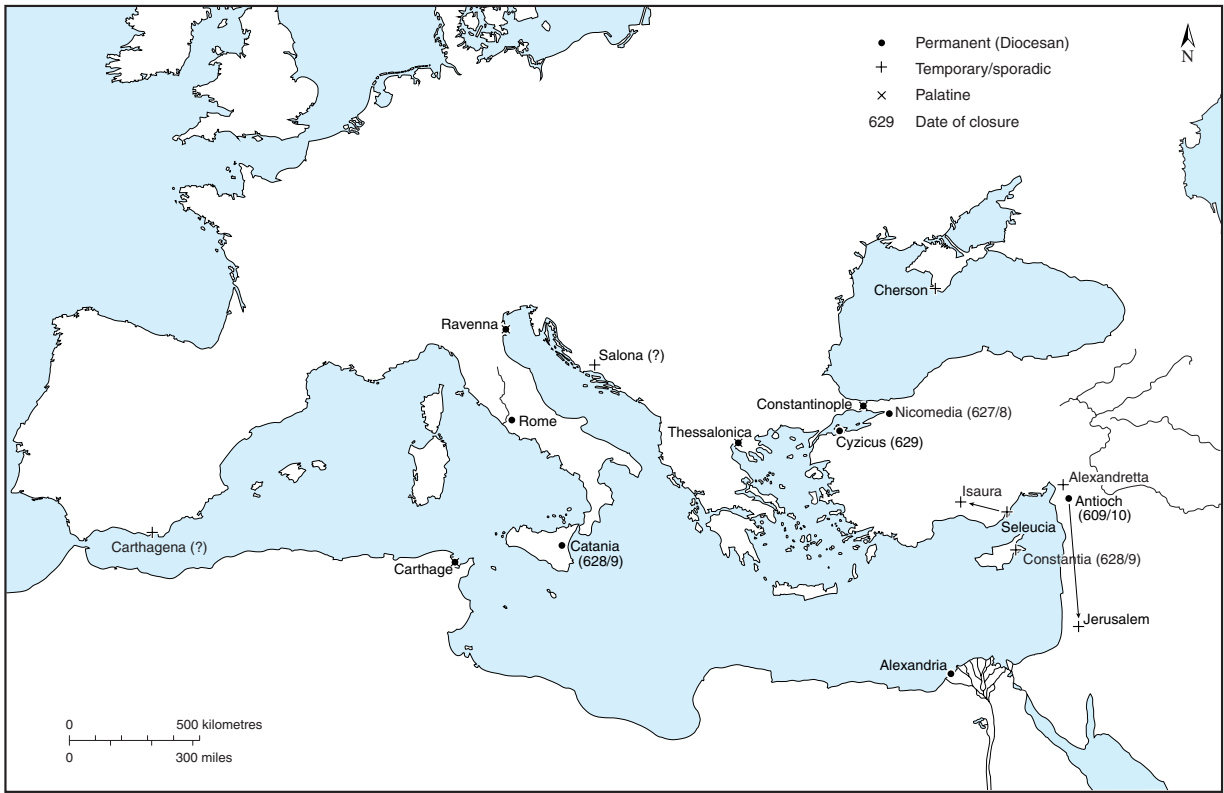 Permanent (Diocesan)
Temporary/sporadic
Palatine
629 Date of closure
N
Cherson
Ravenna
Salona (?)
Constantinople
Nicomedia (627/8)
Rome
Thessalonica
Cyzicus (629)
Alexandretta
Isaura
Antioch
(609/10)
Seleucia
Carthagena (?)
Catania
(628/9)
Constantia (628/9)
Carthage
Jerusalem
Alexandria
0 500 kilometres
0 300 miles